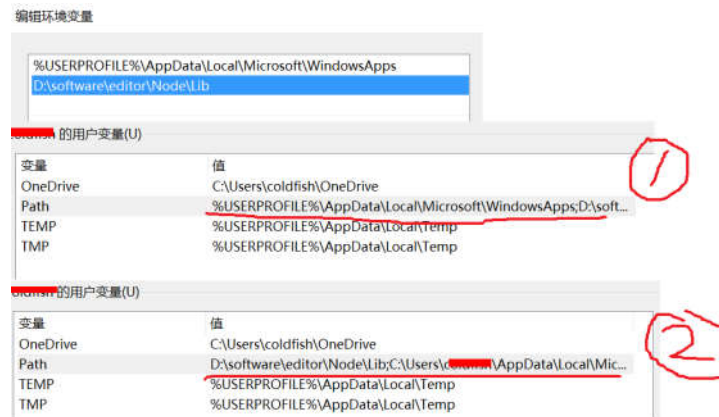 编辑环境变量
%USERPROFILE%\AppData\Local\Microsoft\WindowsApps
D:\software\editor\Node\Lib
的用户变量(U)
变量 值
OneDrive C:\Users\coldfish\OneDrive
Path %USERPROFILE%\AppData\Local\Microsoft\WindowsApps;D:\soft...
TEMP %USERPROFILE%\AppData\Local\Temp
TMP %USERPROFILE%\AppData\Local\Temp
1
的用户变量(U)
变量 值
OneDrive C:\Users\coldfish\OneDrive
Path D:\software\editor\Node\Lib;C:\Users\ \AppData\Local\Mic...
TEMP %USERPROFILE%\AppData\Local\Temp
TMP %USERPROFILE%\AppData\Local\Temp
2